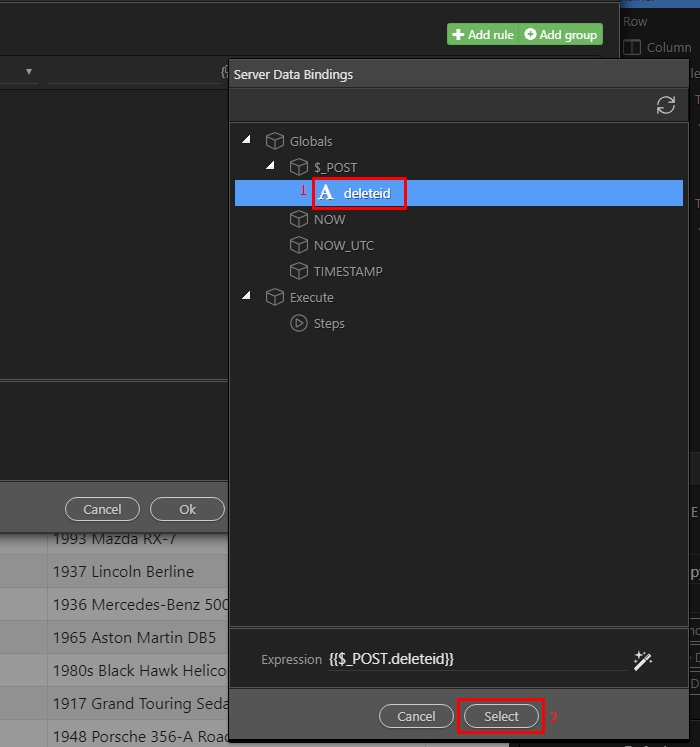 Row
Add rule
Add group
Column
Server Data Bindings
Globals
$_POST
1
deleteid
NOW
NOW_UTC
TIMESTAMP
Execute
Steps
Cancel
Ok
1993 Mazda RX-7
1937 Lincoln Berline
1936 Mercedes-Benz 500
1965 Aston Martin DB5
1980s Black Hawk Helico
Expression {{$_POST.deleteid}}
1917 Grand Touring Seda
Cancel
Select
2
1948 Porsche 356-A Road